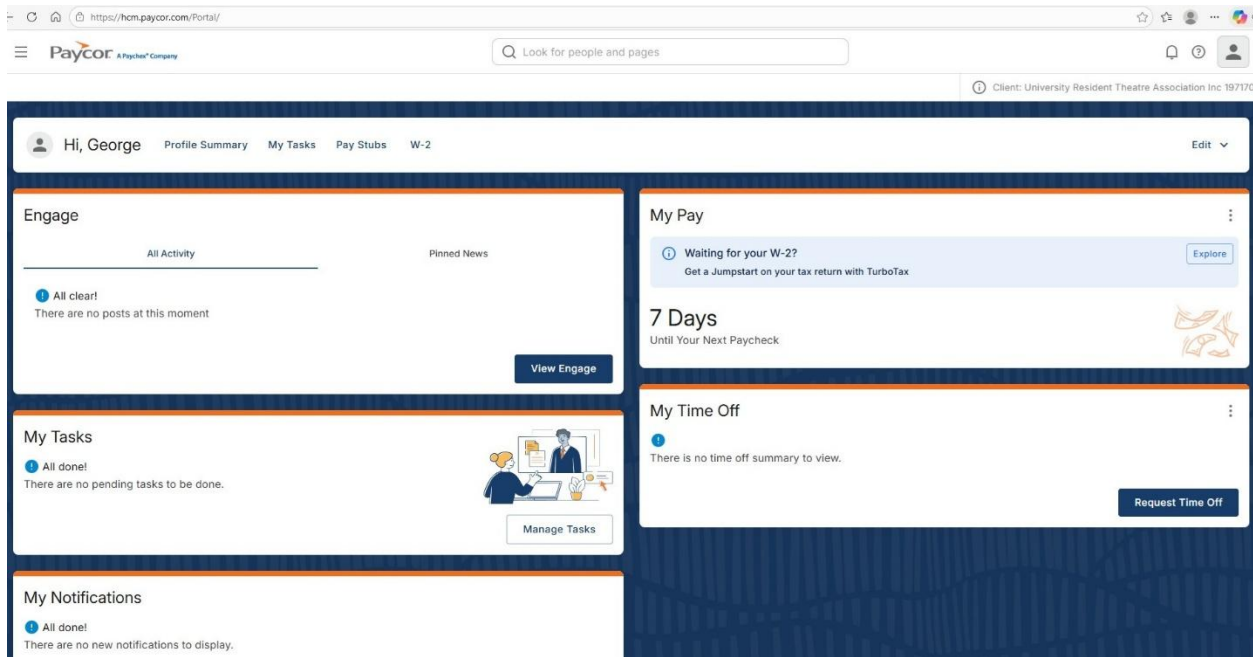 https://hcm.paycor.com/Portal/
Paycor A Paychex® Company
Look for people and pages
Client: University Resident Theatre Association Inc 197170
Hi, George Profile Summary My Tasks Pay Stubs W-2 Edit
Engage
All Activity Pinned News
All clear!
There are no posts at this moment
View Engage
My Tasks
All done!
There are no pending tasks to be done.
Manage Tasks
My Notifications
All done!
There are no new notifications to display.
My Pay
Waiting for your W-2?
Get a Jumpstart on your tax return with TurboTax
Explore
7 Days
Until Your Next Paycheck
My Time Off
There is no time off summary to view.
Request Time Off